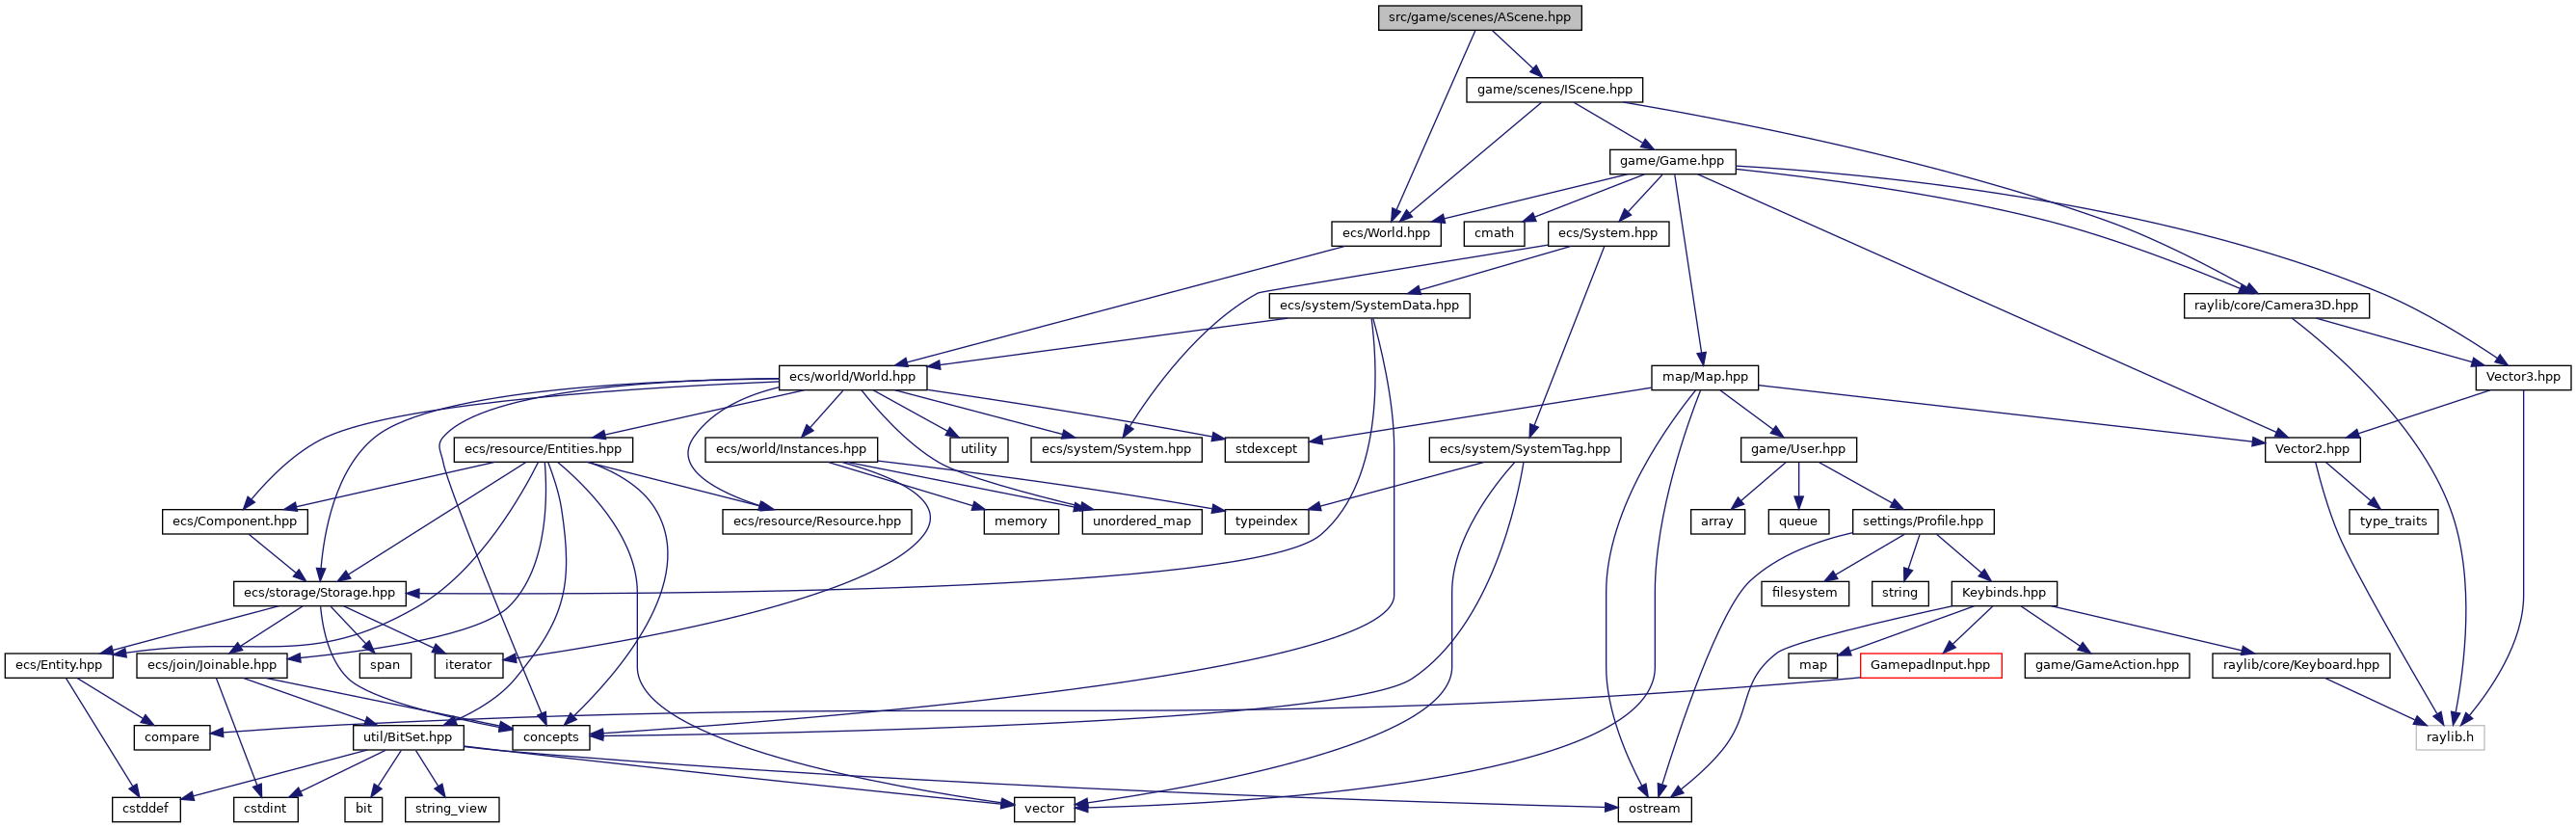 src/game/scenes/AScene.hpp
game/scenes/IScene.hpp
game/Game.hpp
ecs/World.hpp
cmath
ecs/System.hpp
ecs/system/SystemData.hpp
raylib/core/Camera3D.hpp
ecs/world/World.hpp
map/Map.hpp
Vector3.hpp
ecs/resource/Entities.hpp
ecs/world/Instances.hpp
utility
ecs/system/System.hpp
stdexcept
ecs/system/SystemTag.hpp
game/User.hpp
Vector2.hpp
ecs/Component.hpp
ecs/resource/Resource.hpp
memory
unordered_map
typeindex
array
queue
settings/Profile.hpp
type_traits
ecs/storage/Storage.hpp
filesystem
string
Keybinds.hpp
ecs/Entity.hpp
ecs/join/Joinable.hpp
span
iterator
map
GamepadInput.hpp
game/GameAction.hpp
raylib/core/Keyboard.hpp
compare
util/BitSet.hpp
concepts
raylib.h
cstddef
cstdint
bit
string_view
vector
ostream